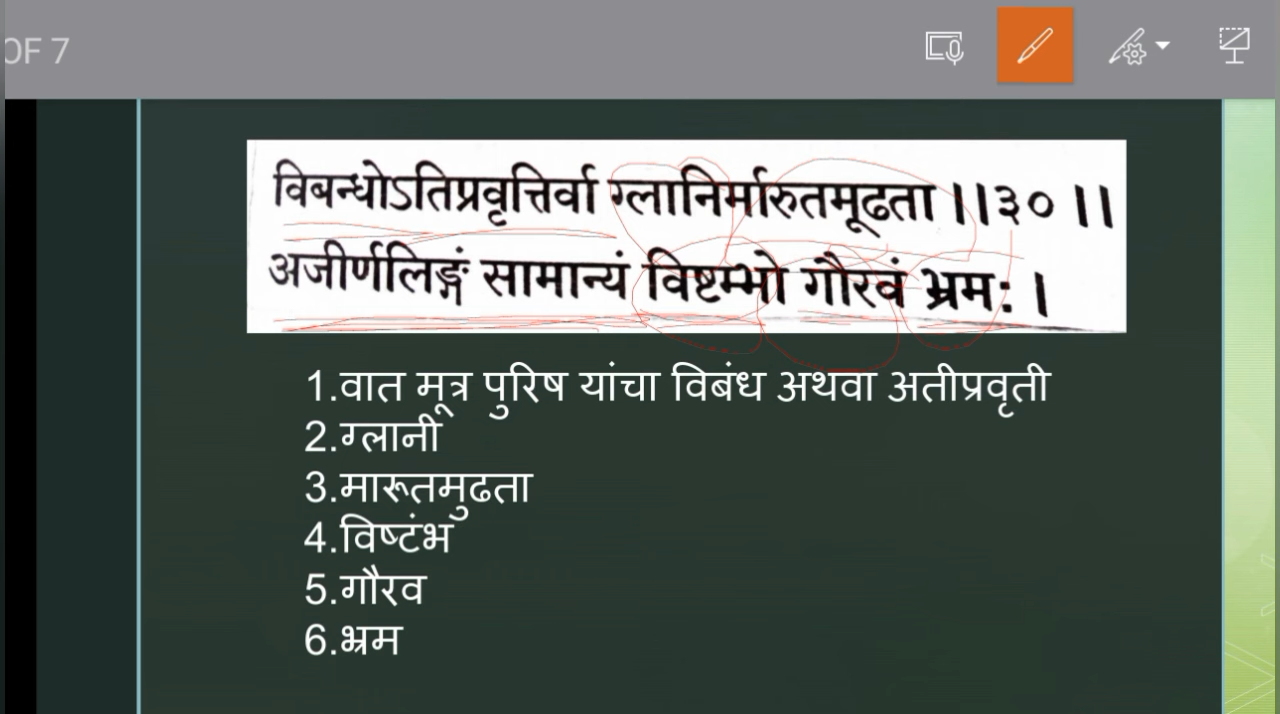 OF 7
विबन्धोऽतिप्रवृत्तिर्वा ग्लानिर्मारुतमूढता ।।३० ।।
अजीर्णलिङ्गं सामान्यं विष्टम्भो गौरवं भ्रमः ।
1.वात मूत्र पुरिष यांचा विबंध अथवा अतीप्रवृती
2.ग्लानी
3.मारूतमुढता
4.विष्टंभ
5.गौरव
6.भ्रम